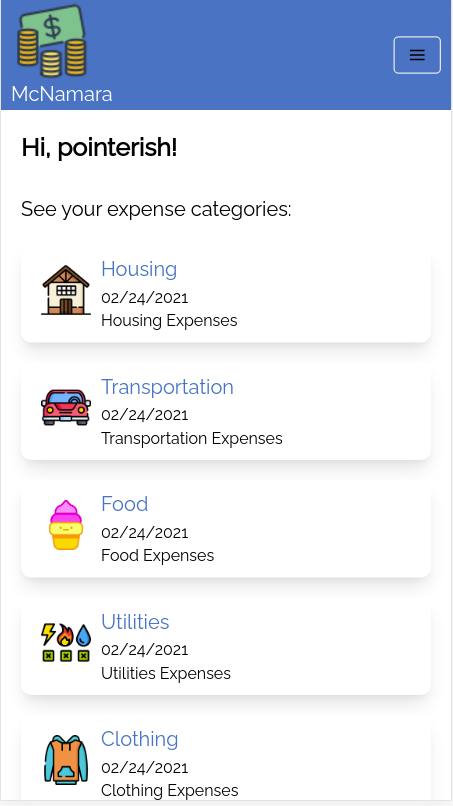 McNamara
Hi, pointerish!
See your expense categories:
Housing
02/24/2021
Housing Expenses
Transportation
02/24/2021
Transportation Expenses
Food
02/24/2021
Food Expenses
Utilities
02/24/2021
Utilities Expenses
Clothing
02/24/2021
Clothing Expenses